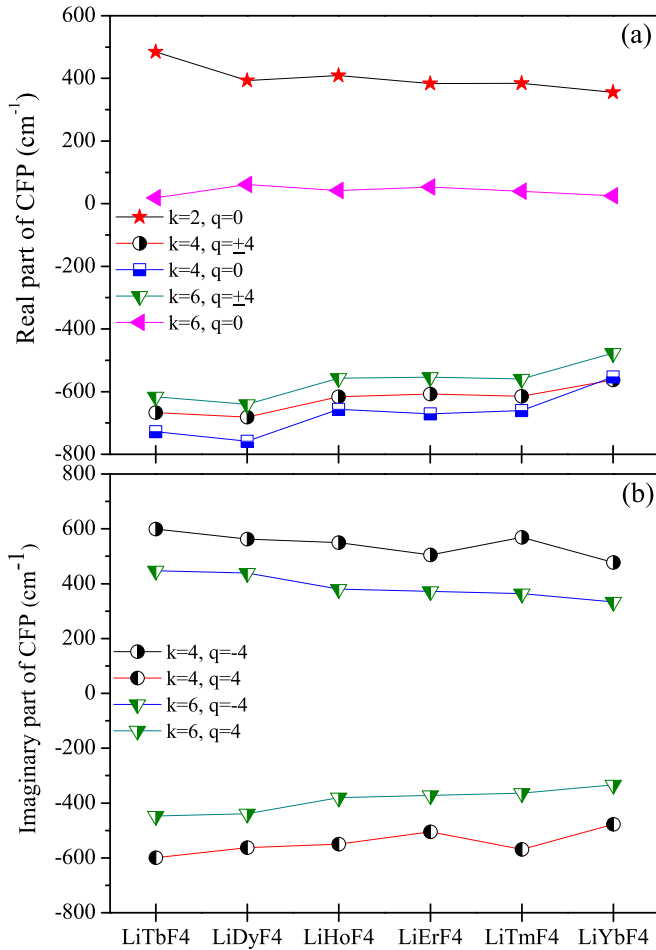 (a)
600
400
200
0
-200
-400
-600
-800
Real part of CFP (cm⁻¹)
k=2, q=0
k=4, q=±4
k=4, q=0
k=6, q=±4
k=6, q=0
(b)
800
600
400
200
0
-200
-400
-600
-800
Imaginary part of CFP (cm⁻¹)
k=4, q=-4
k=4, q=4
k=6, q=-4
k=6, q=4
LiTbF4 LiDyF4 LiHoF4 LiErF4 LiTmF4 LiYbF4